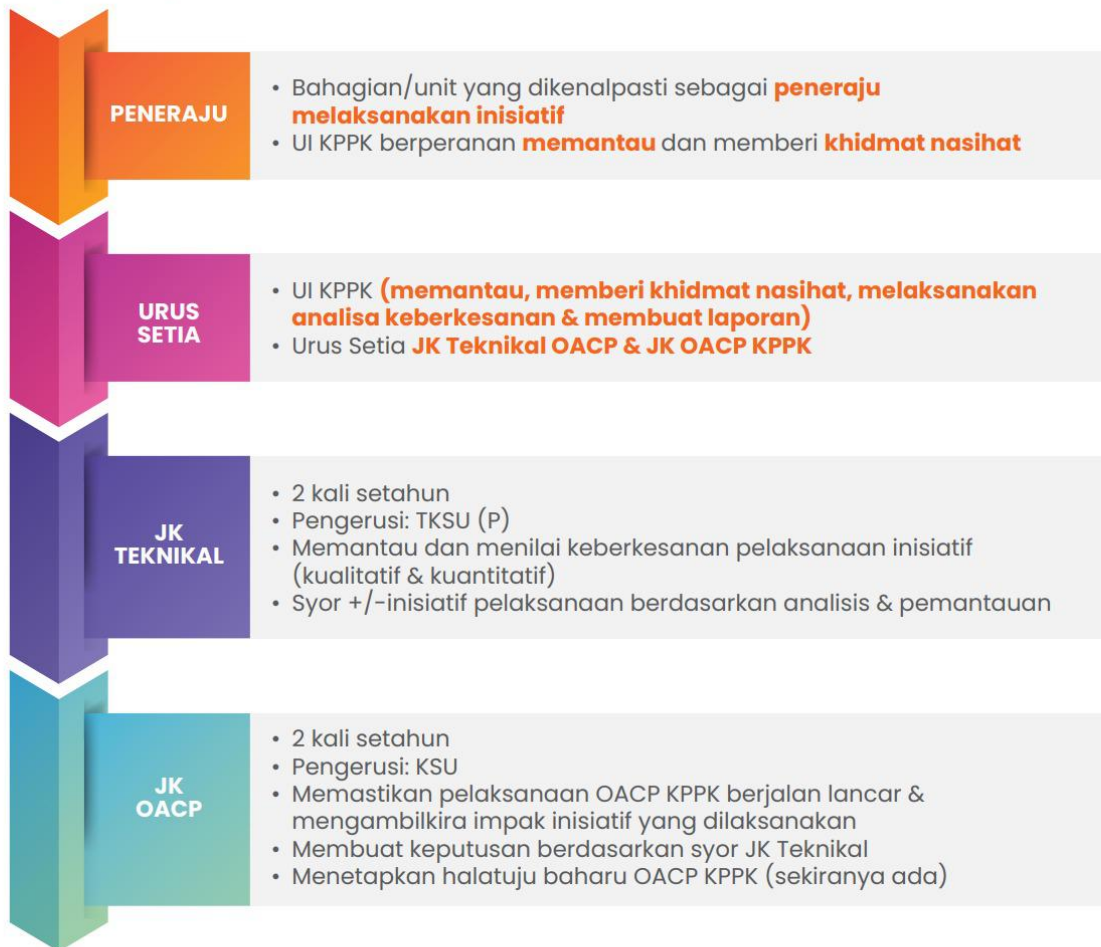 PENERAJU
• Bahagian/unit yang dikenalpasti sebagai peneraju
melaksanakan inisiatif
• UI KPPK berperanan memantau dan memberi khidmat nasihat
URUS
SETIA
• UI KPPK (memantau, memberi khidmat nasihat, melaksanakan
analisa keberkesanan & membuat laporan)
• Urus Setia JK Teknikal OACP & JK OACP KPPK
JK
TEKNIKAL
• 2 kali setahun
• Pengerusi: TKSU (P)
• Memantau dan menilai keberkesanan pelaksanaan inisiatif
(kualitatif & kuantitatif)
• Syor +/-inisiatif pelaksanaan berdasarkan analisis & pemantauan
JK
OACP
• 2 kali setahun
• Pengerusi: KSU
• Memastikan pelaksanaan OACP KPPK berjalan lancar &
mengambilkira impak inisiatif yang dilaksanakan
• Membuat keputusan berdasarkan syor JK Teknikal
• Menetapkan halatuju baharu OACP KPPK (sekiranya ada)